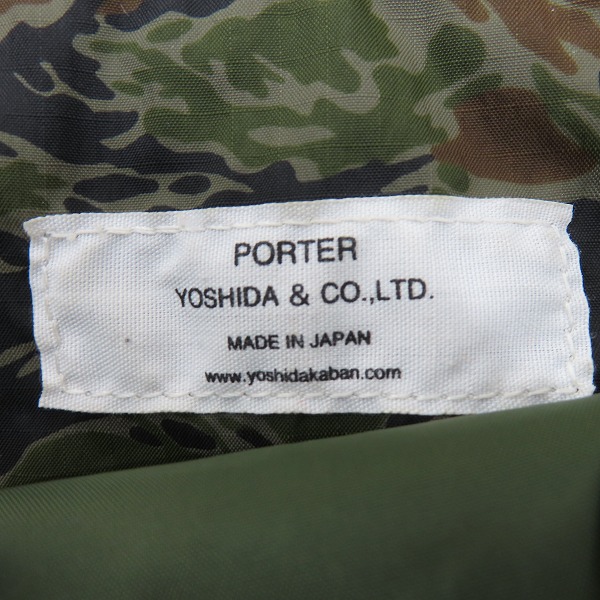 PORTER
YOSHIDA & CO.,LTD.
MADE IN JAPAN
www.yoshidakaban.com